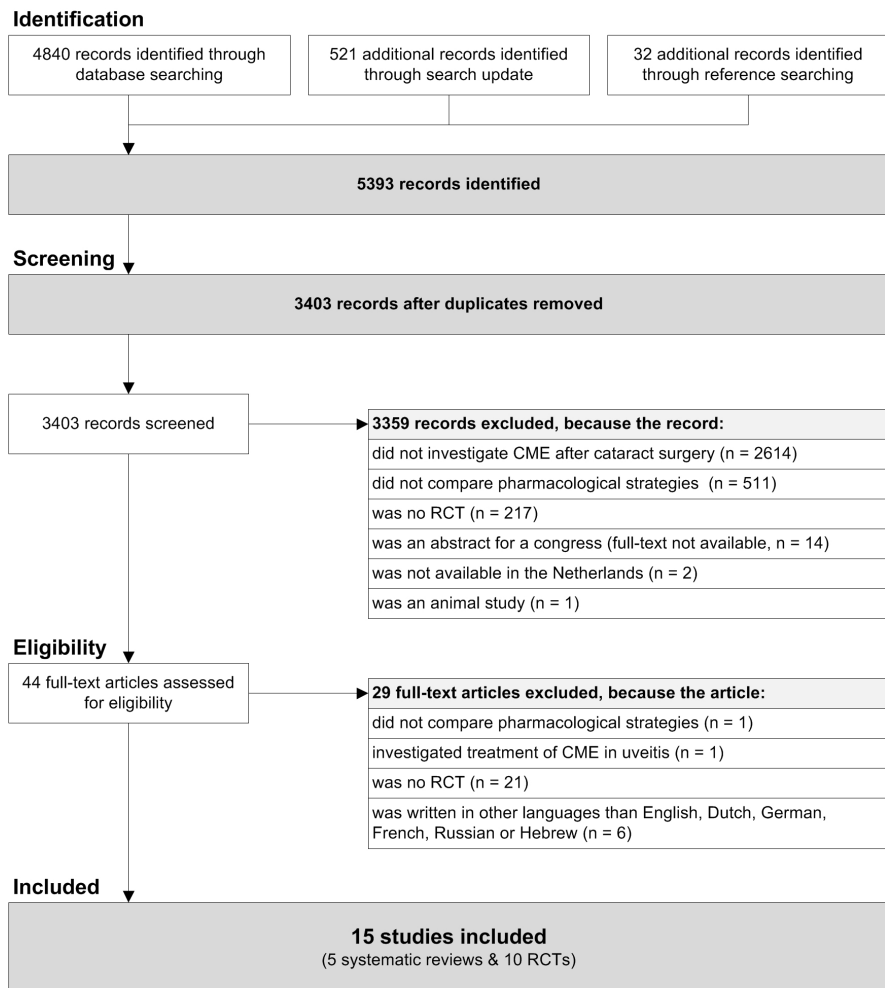 Identification
4840 records identified through
database searching
521 additional records identified
through search update
32 additional records identified
through reference searching
5393 records identified
Screening
3403 records after duplicates removed
3403 records screened
3359 records excluded, because the record:
did not investigate CME after cataract surgery (n = 2614)
did not compare pharmacological strategies (n = 511)
was no RCT (n = 217)
was an abstract for a congress (full-text not available, n = 14)
was not available in the Netherlands (n = 2)
was an animal study (n = 1)
Eligibility
44 full-text articles assessed
for eligibility
29 full-text articles excluded, because the article:
did not compare pharmacological strategies (n = 1)
investigated treatment of CME in uveitis (n = 1)
was no RCT (n = 21)
was written in other languages than English, Dutch, German,
French, Russian or Hebrew (n = 6)
Included
15 studies included
(5 systematic reviews & 10 RCTs)